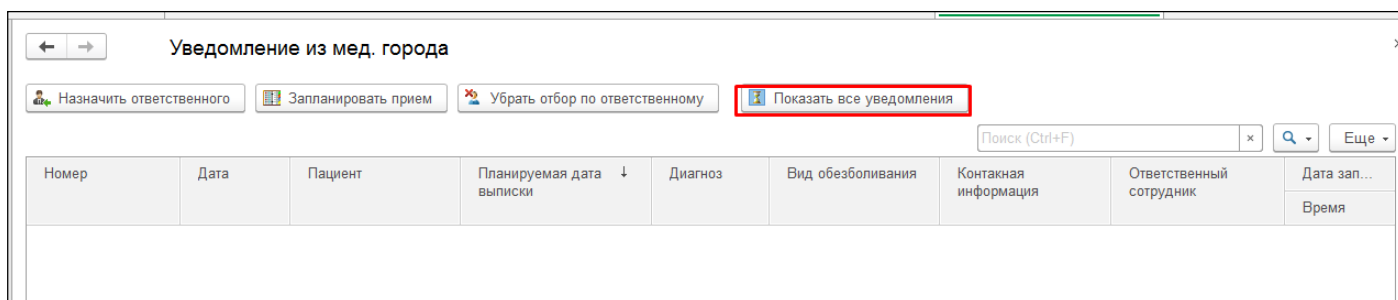 Уведомление из мед. города
Назначить ответственного Запланировать прием Убрать отбор по ответственному Показать все уведомления
Поиск (Ctrl+F) × Еще
Номер Дата Пациент Планируемая дата выписки ↓ Диагноз Вид обезболивания Контакная информация Ответственный сотрудник Дата зап...
Время